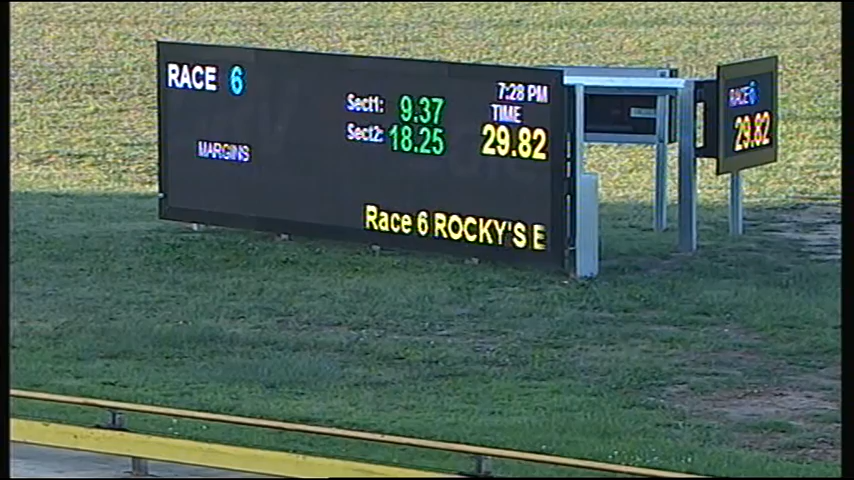 RACE 6
7:28 PM
Sect1: 9.37 TIME
Sect2: 18.25 29.82
MARGINS
Race 6 ROCKY'S E
RACE 6
29.82